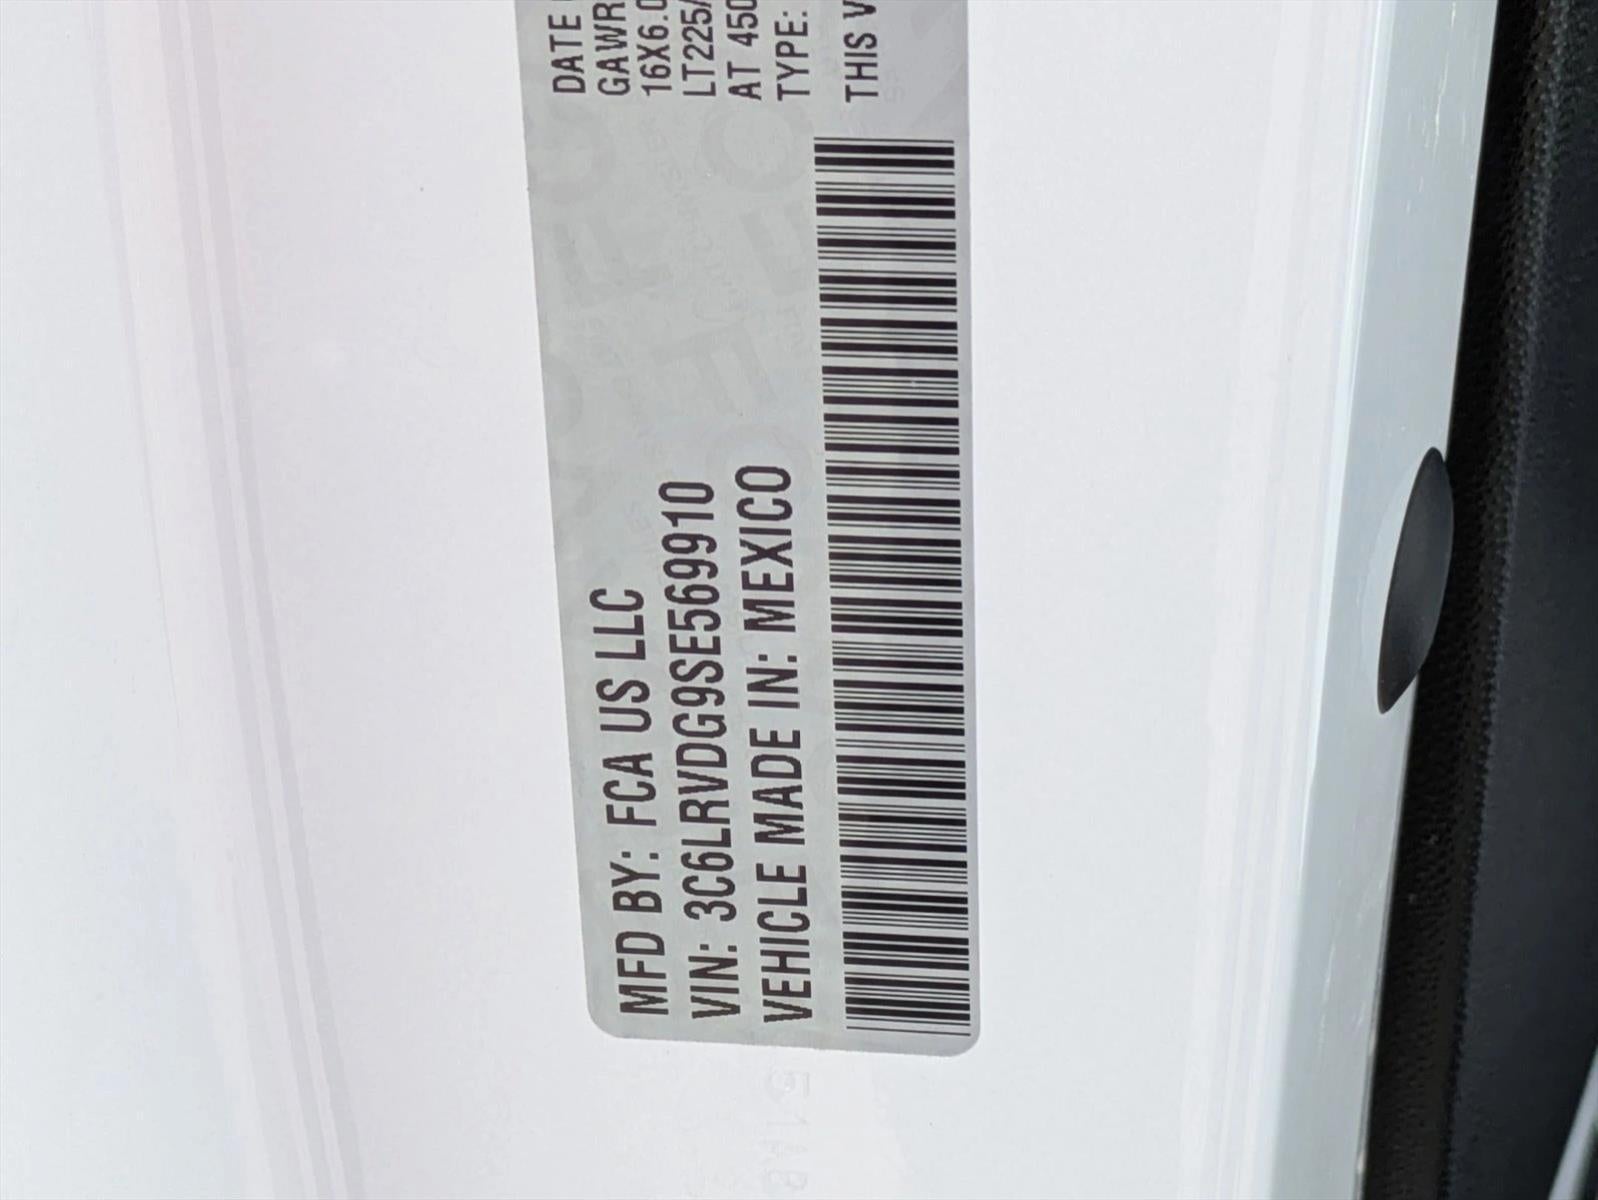 MFD BY: FCA US LLC
VIN: 3C6LRVDG9SE569910
VEHICLE MADE IN: MEXICO
DATE
GAWR
16X6.0
LT225/
AT 450
TYPE:
THIS V